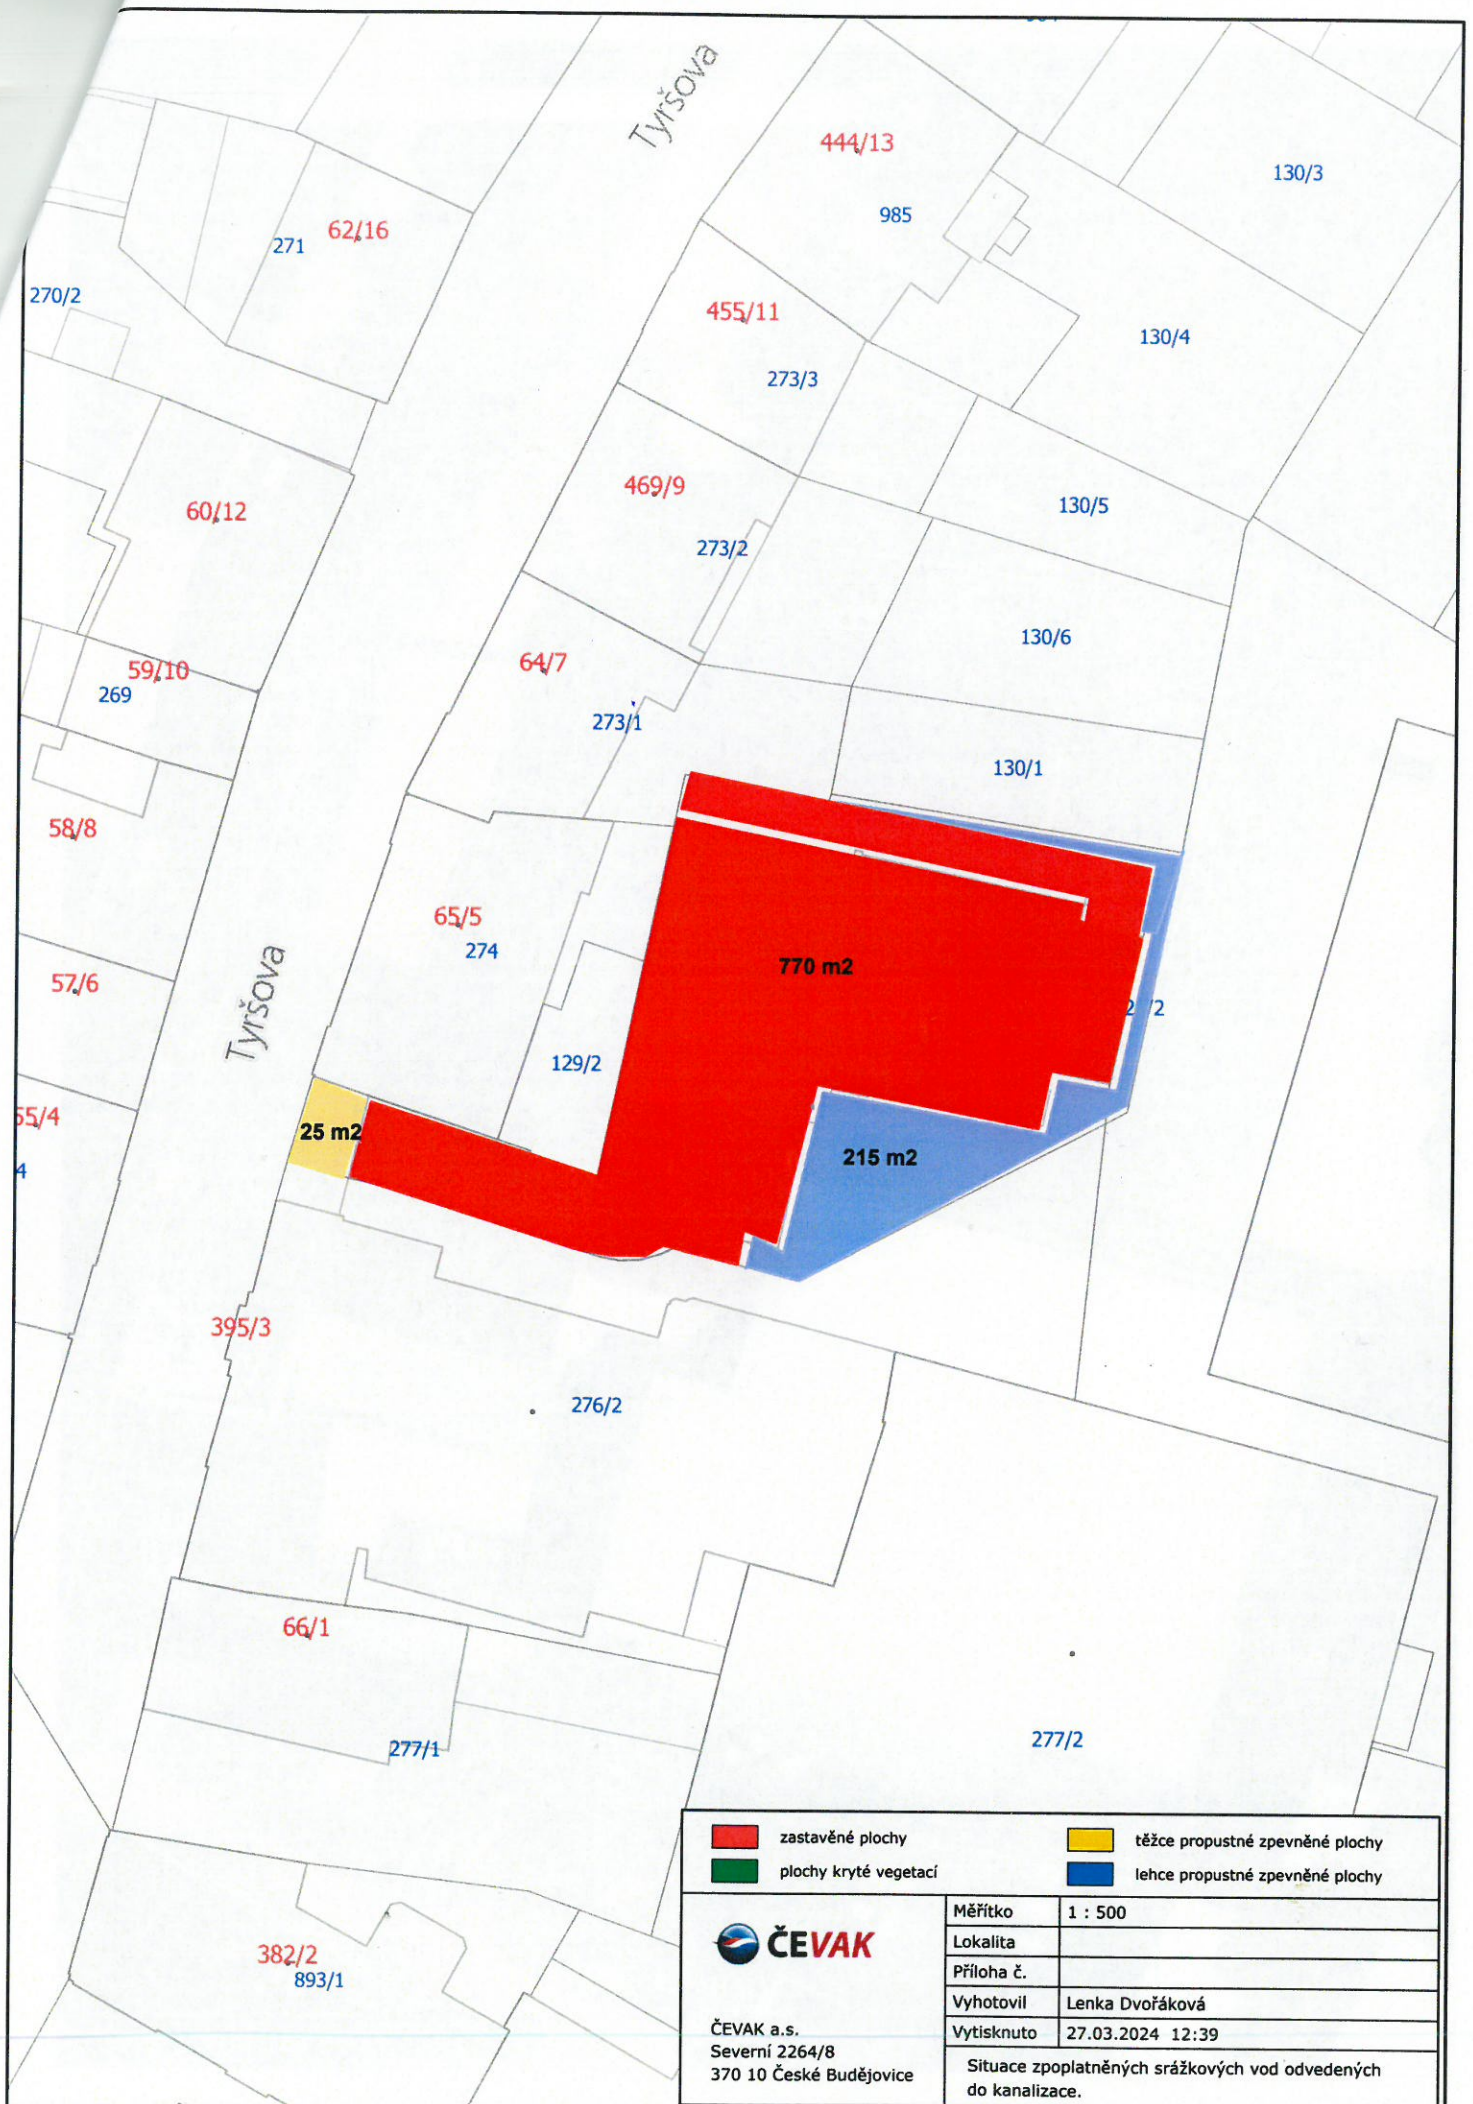 Tyršova
444/13
130/3
985
62/16
271
270/2
455/11
130/4
273/3
469/9
130/5
60/12
273/2
130/6
64/7
59/10
269
273/1
130/1
58/8
65/5
274
770 m2
57/6
Tyršova
129/2
25 m2
55/4
4
215 m2
395/3
276/2
66/1
277/1
277/2
zastavěné plochy
těžce propustné zpevněné plochy
plochy kryté vegetací
lehce propustné zpevněné plochy
ČEVAK
Měřítko 1 : 500
Lokalita
Příloha č.
Vyhotovil Lenka Dvořáková
Vytisknuto 27.03.2024 12:39
ČEVAK a.s.
Severní 2264/8
370 10 České Budějovice
Situace zpoplatněných srážkových vod odvedených
do kanalizace.
382/2
893/1